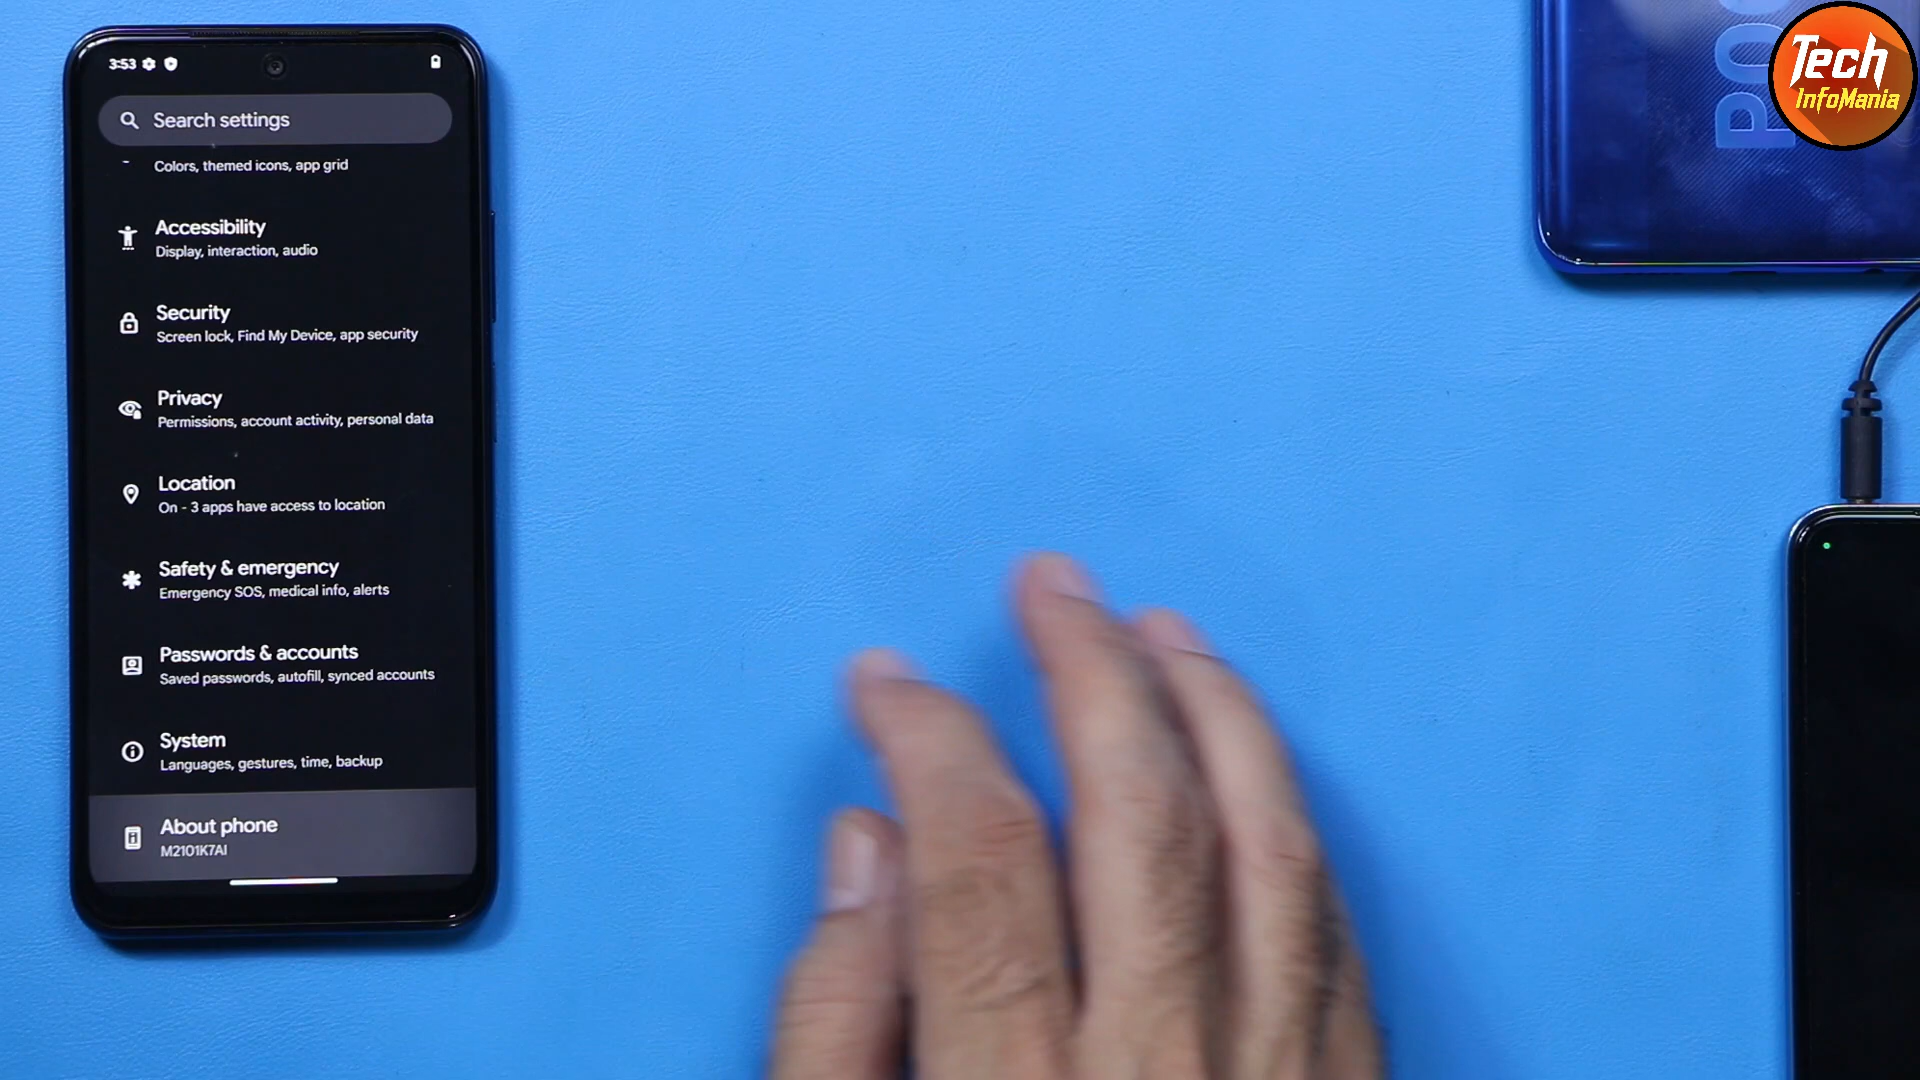 3:53
Search settings
Colors, themed icons, app grid
Accessibility
Display, interaction, audio
Security
Screen lock, Find My Device, app security
Privacy
Permissions, account activity, personal data
Location
On - 3 apps have access to location
Safety & emergency
Emergency SOS, medical info, alerts
Passwords & accounts
Saved passwords, autofill, synced accounts
System
Languages, gestures, time, backup
About phone
M2101K7AI
Tech
InfoMania